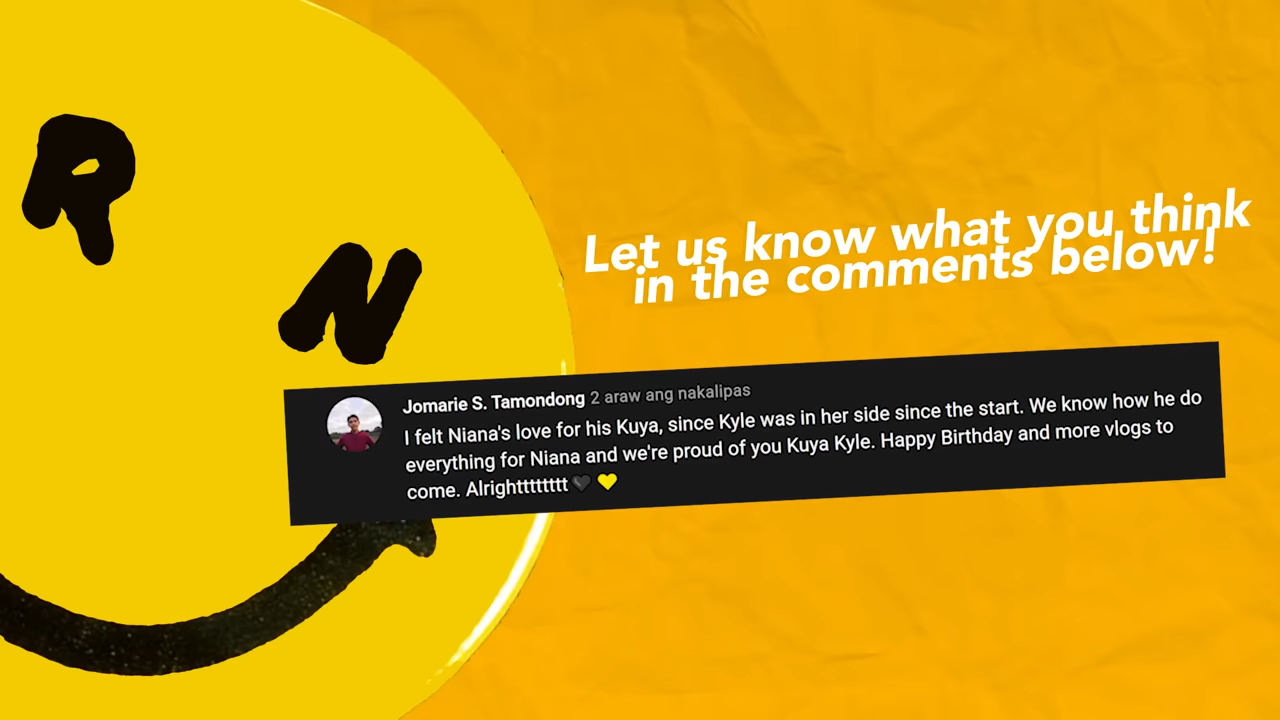 R
N
Let us know what you think
in the comments below!
Jomarie S. Tamondong 2 araw ang nakalipas
I felt Niana's love for his Kuya, since Kyle was in her side since the start. We know how he do
everything for Niana and we're proud of you Kuya Kyle. Happy Birthday and more vlogs to
come. Alrighttttttttt 🖤 💛